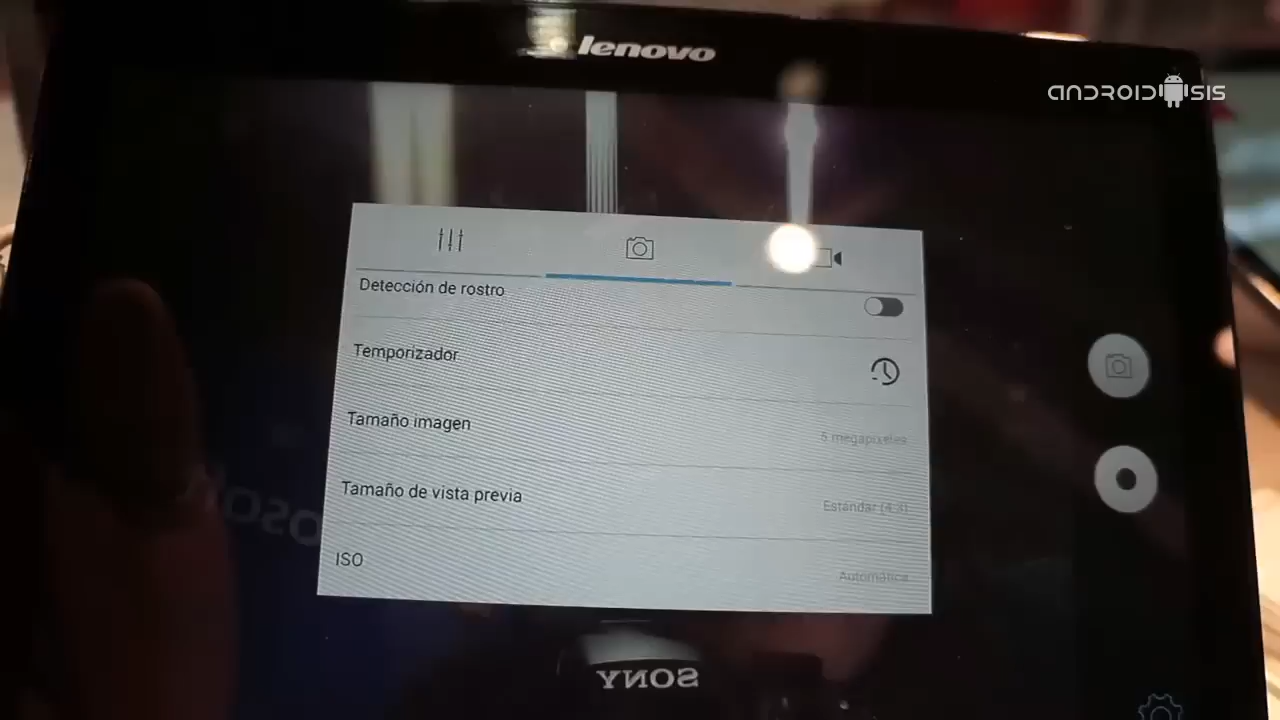 lenovo
ANDROIDSIS
Detección de rostro
Temporizador
Tamaño imagen
5 megapíxeles
Tamaño de vista previa
Estándar (4:3)
ISO
Automática
SONY